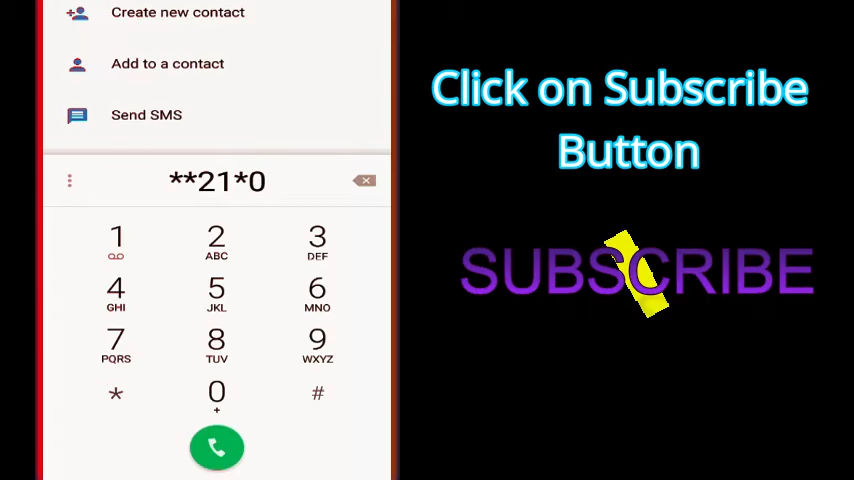 Create new contact
Add to a contact
Send SMS
**21*0
1 2 3
ABC DEF
4 5 6
GHI JKL MNO
7 8 9
PQRS TUV WXYZ
* 0 #
+
Click on Subscribe
Button
SUBSCRIBE